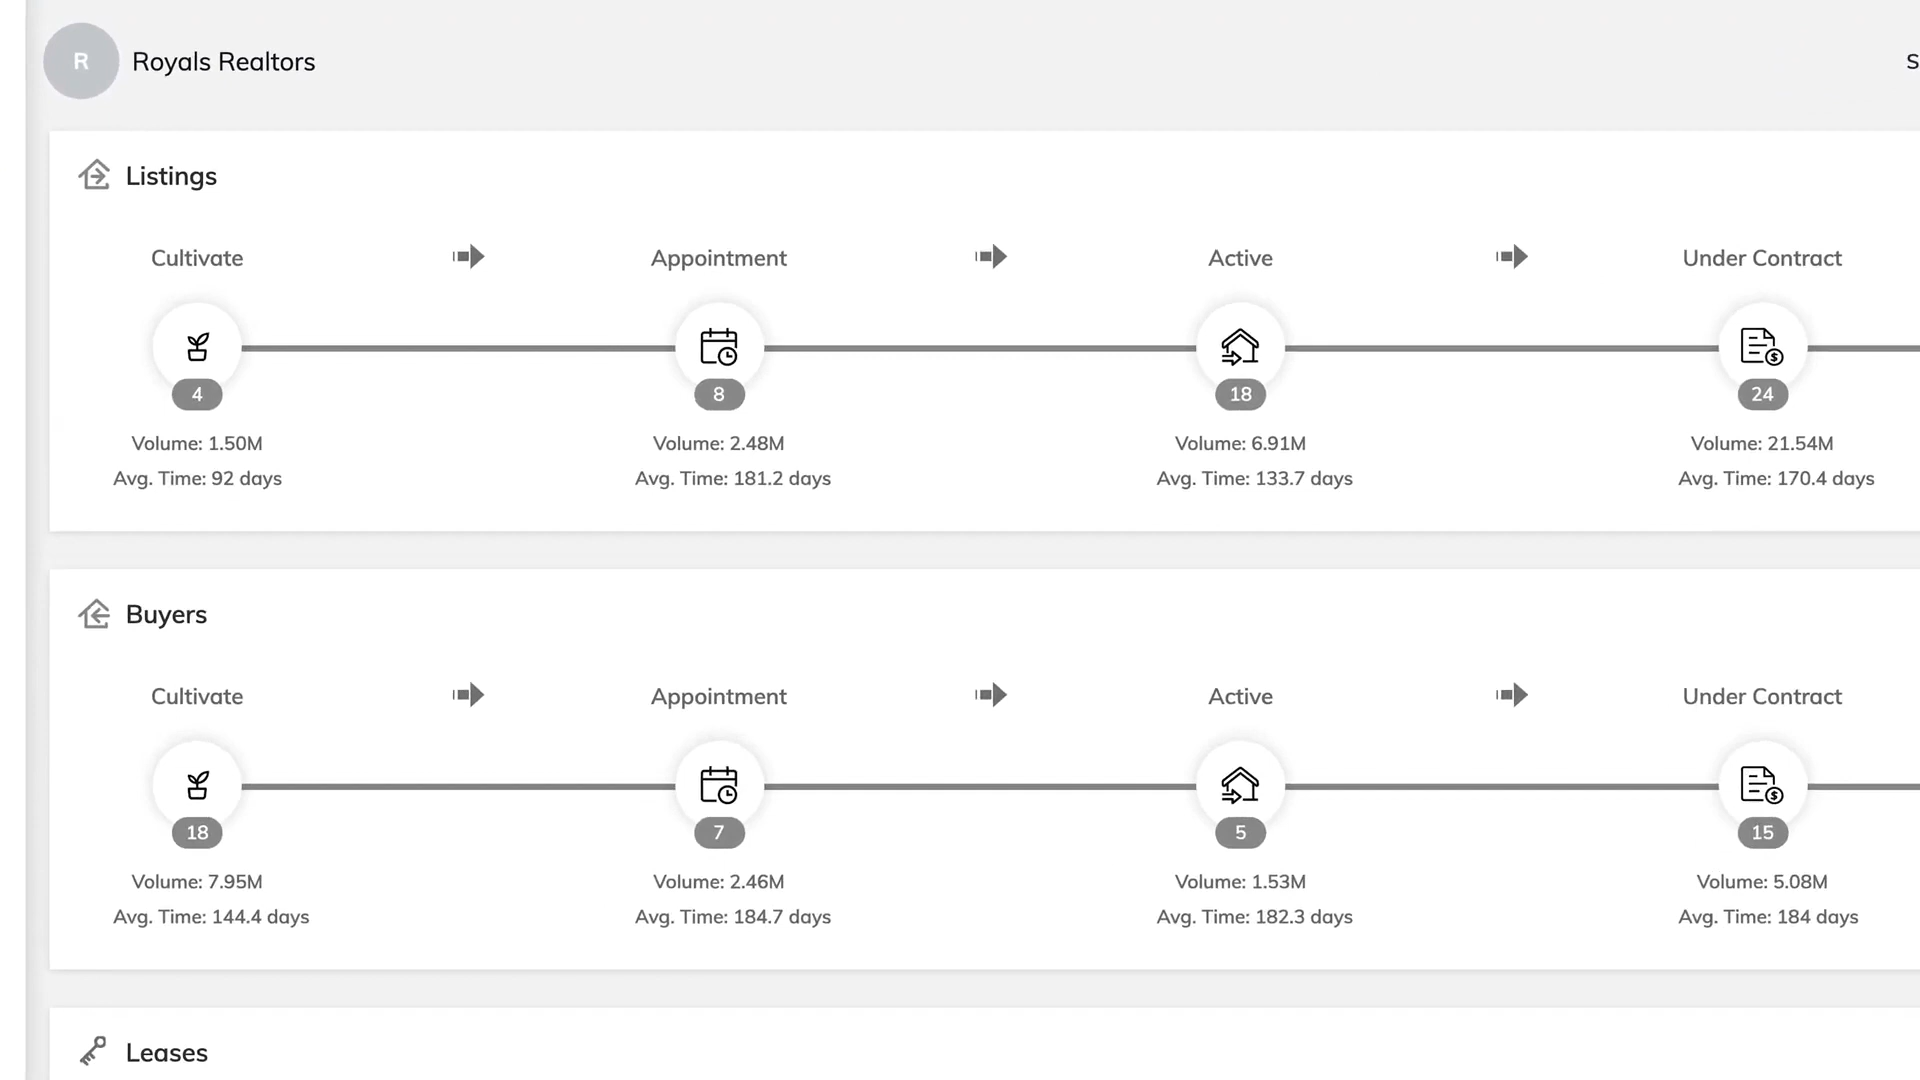 R
Royals Realtors
S
Listings
Cultivate
Appointment
Active
Under Contract
4
8
18
24
Volume: 1.50M
Volume: 2.48M
Volume: 6.91M
Volume: 21.54M
Avg. Time: 92 days
Avg. Time: 181.2 days
Avg. Time: 133.7 days
Avg. Time: 170.4 days
Buyers
Cultivate
Appointment
Active
Under Contract
18
7
5
15
Volume: 7.95M
Volume: 2.46M
Volume: 1.53M
Volume: 5.08M
Avg. Time: 144.4 days
Avg. Time: 184.7 days
Avg. Time: 182.3 days
Avg. Time: 184 days
Leases